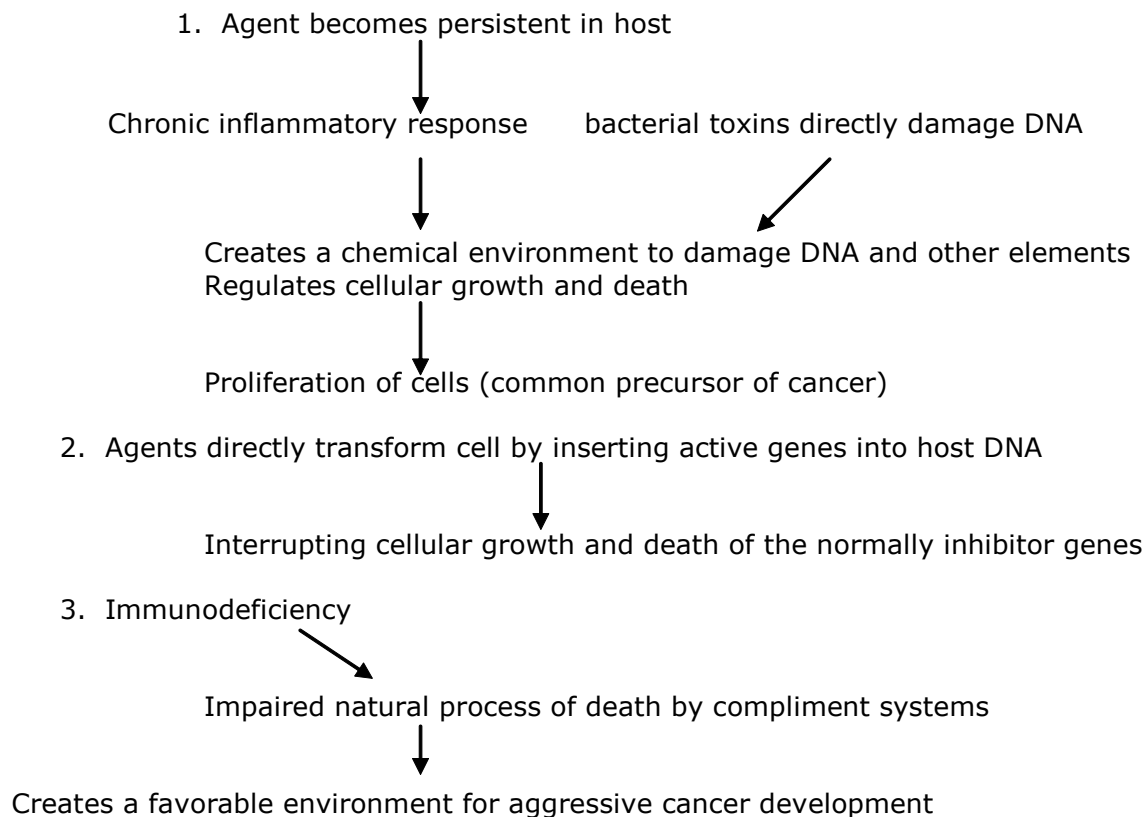 1. Agent becomes persistent in host
Chronic inflammatory response bacterial toxins directly damage DNA
Creates a chemical environment to damage DNA and other elements
Regulates cellular growth and death
Proliferation of cells (common precursor of cancer)
2. Agents directly transform cell by inserting active genes into host DNA
Interrupting cellular growth and death of the normally inhibitor genes
3. Immunodeficiency
Impaired natural process of death by compliment systems
Creates a favorable environment for aggressive cancer development